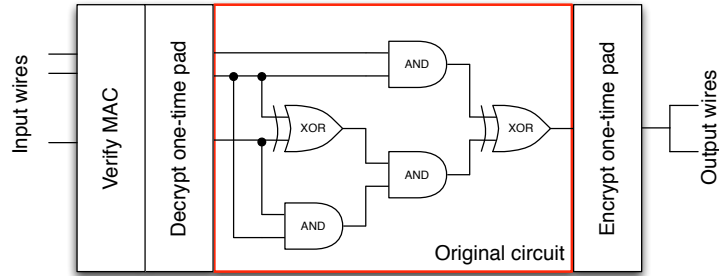 Input wires
Verify MAC
Decrypt one-time pad
AND
XOR
AND
AND
XOR
Original circuit
Encrypt one-time pad
Output wires